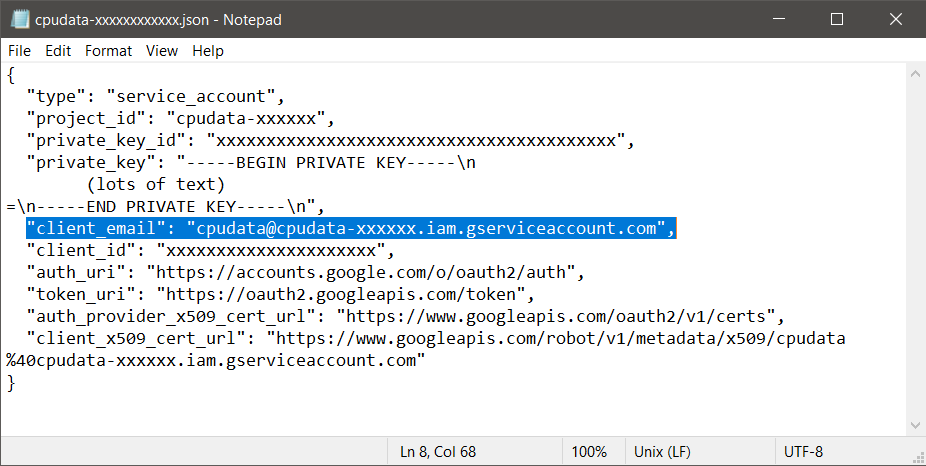 cpudata-xxxxxxxxxxxx.json - Notepad
File Edit Format View Help
{
  "type": "service_account",
  "project_id": "cpudata-xxxxxx",
  "private_key_id": "xxxxxxxxxxxxxxxxxxxxxxxxxxxxxxxxxxxxxxxx",
  "private_key": "-----BEGIN PRIVATE KEY-----\n
        (lots of text)
=\n-----END PRIVATE KEY-----\n",
  "client_email": "cpudata@cpudata-xxxxxx.iam.gserviceaccount.com",
  "client_id": "xxxxxxxxxxxxxxxxxxxxx",
  "auth_uri": "https://accounts.google.com/o/oauth2/auth",
  "token_uri": "https://oauth2.googleapis.com/token",
  "auth_provider_x509_cert_url": "https://www.googleapis.com/oauth2/v1/certs",
  "client_x509_cert_url": "https://www.googleapis.com/robot/v1/metadata/x509/cpudata
%40cpudata-xxxxxx.iam.gserviceaccount.com"
}
Ln 8, Col 68 100% Unix (LF) UTF-8